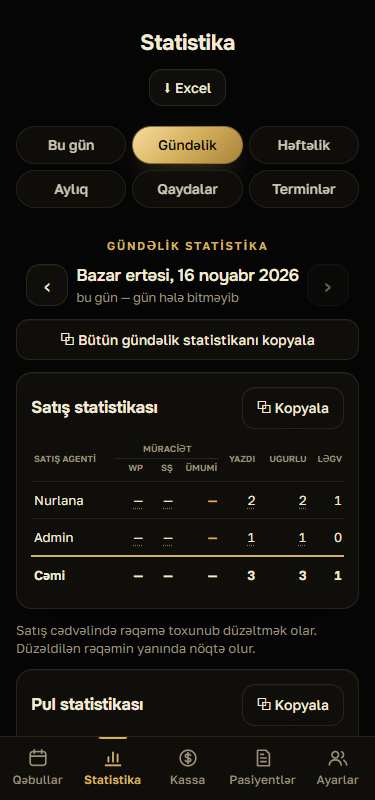 Statistika
⭳ Excel
Bu gün
Gündəlik
Həftəlik
Aylıq
Qaydalar
Terminlər
GÜNDƏLİK STATİSTİKA
‹
Bazar ertəsi, 16 noyabr 2026
›
bu gün — gün hələ bitməyib
Bütün gündəlik statistikanı kopyala
Satış statistikası
Kopyala
SATIŞ AGENTİ
MÜRACİƏT
YAZDI
UĞURLU
LƏĞV
WP
SŞ
ÜMUMİ
Nurlana — — — 2 2 1
Admin — — — 1 1 0
Cəmi — — — 3 3 1
Satış cədvəlində rəqəmə toxunub düzəltmək olar.
Düzəldilən rəqəmin yanında nöqtə olur.
Pul statistikası
Kopyala
Qəbullar
Statistika
Kassa
Pasiyentlər
Ayarlar